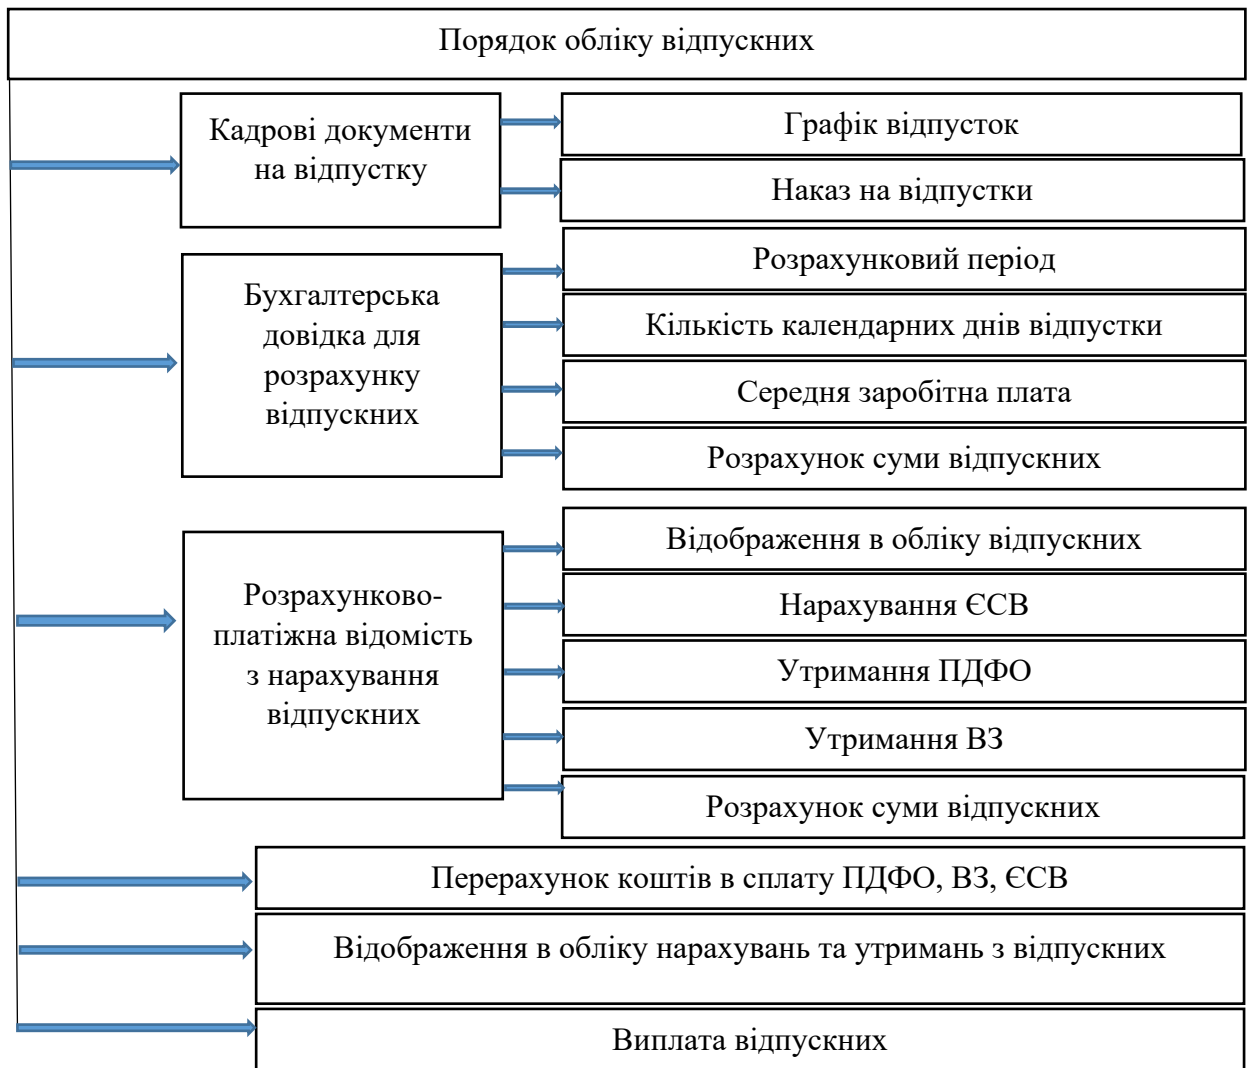 Порядок обліку відпускних
Кадрові документи
на відпустку
Графік відпусток
Наказ на відпустки
Бухгалтерська
довідка для
розрахунку
відпускних
Розрахунковий період
Кількість календарних днів відпустки
Середня заробітна плата
Розрахунок суми відпускних
Розрахунково-
платіжна відомість
з нарахування
відпускних
Відображення в обліку відпускних
Нарахування ЄСВ
Утримання ПДФО
Утримання ВЗ
Розрахунок суми відпускних
Перерахунок коштів в сплату ПДФО, ВЗ, ЄСВ
Відображення в обліку нарахувань та утримань з відпускних
Виплата відпускних